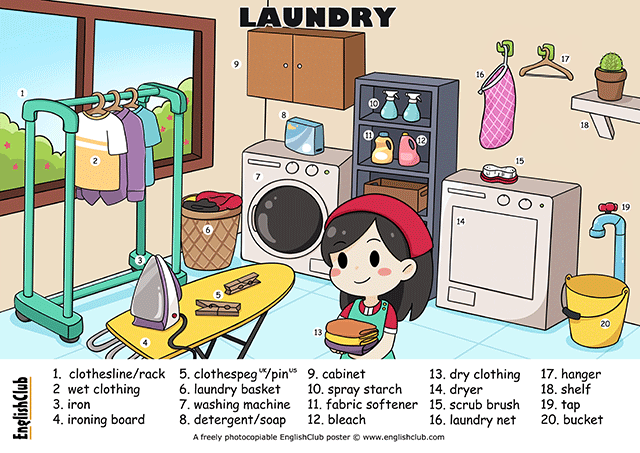 LAUNDRY
9
17
16
1
10
8
18
11
12
2
15
7
14
6
19
3
5
20
13
4
1. clothesline/rack
2 wet clothing
3. iron
4. ironing board
5. clothespeg UK/pin US
6. laundry basket
7. washing machine
8. detergent/soap
9. cabinet
10. spray starch
11. fabric softener
12. bleach
13. dry clothing
14. dryer
15. scrub brush
16. laundry net
17. hanger
18. shelf
19. tap
20. bucket
EnglishClub
A freely photocopiable EnglishClub poster © www.englishclub.com